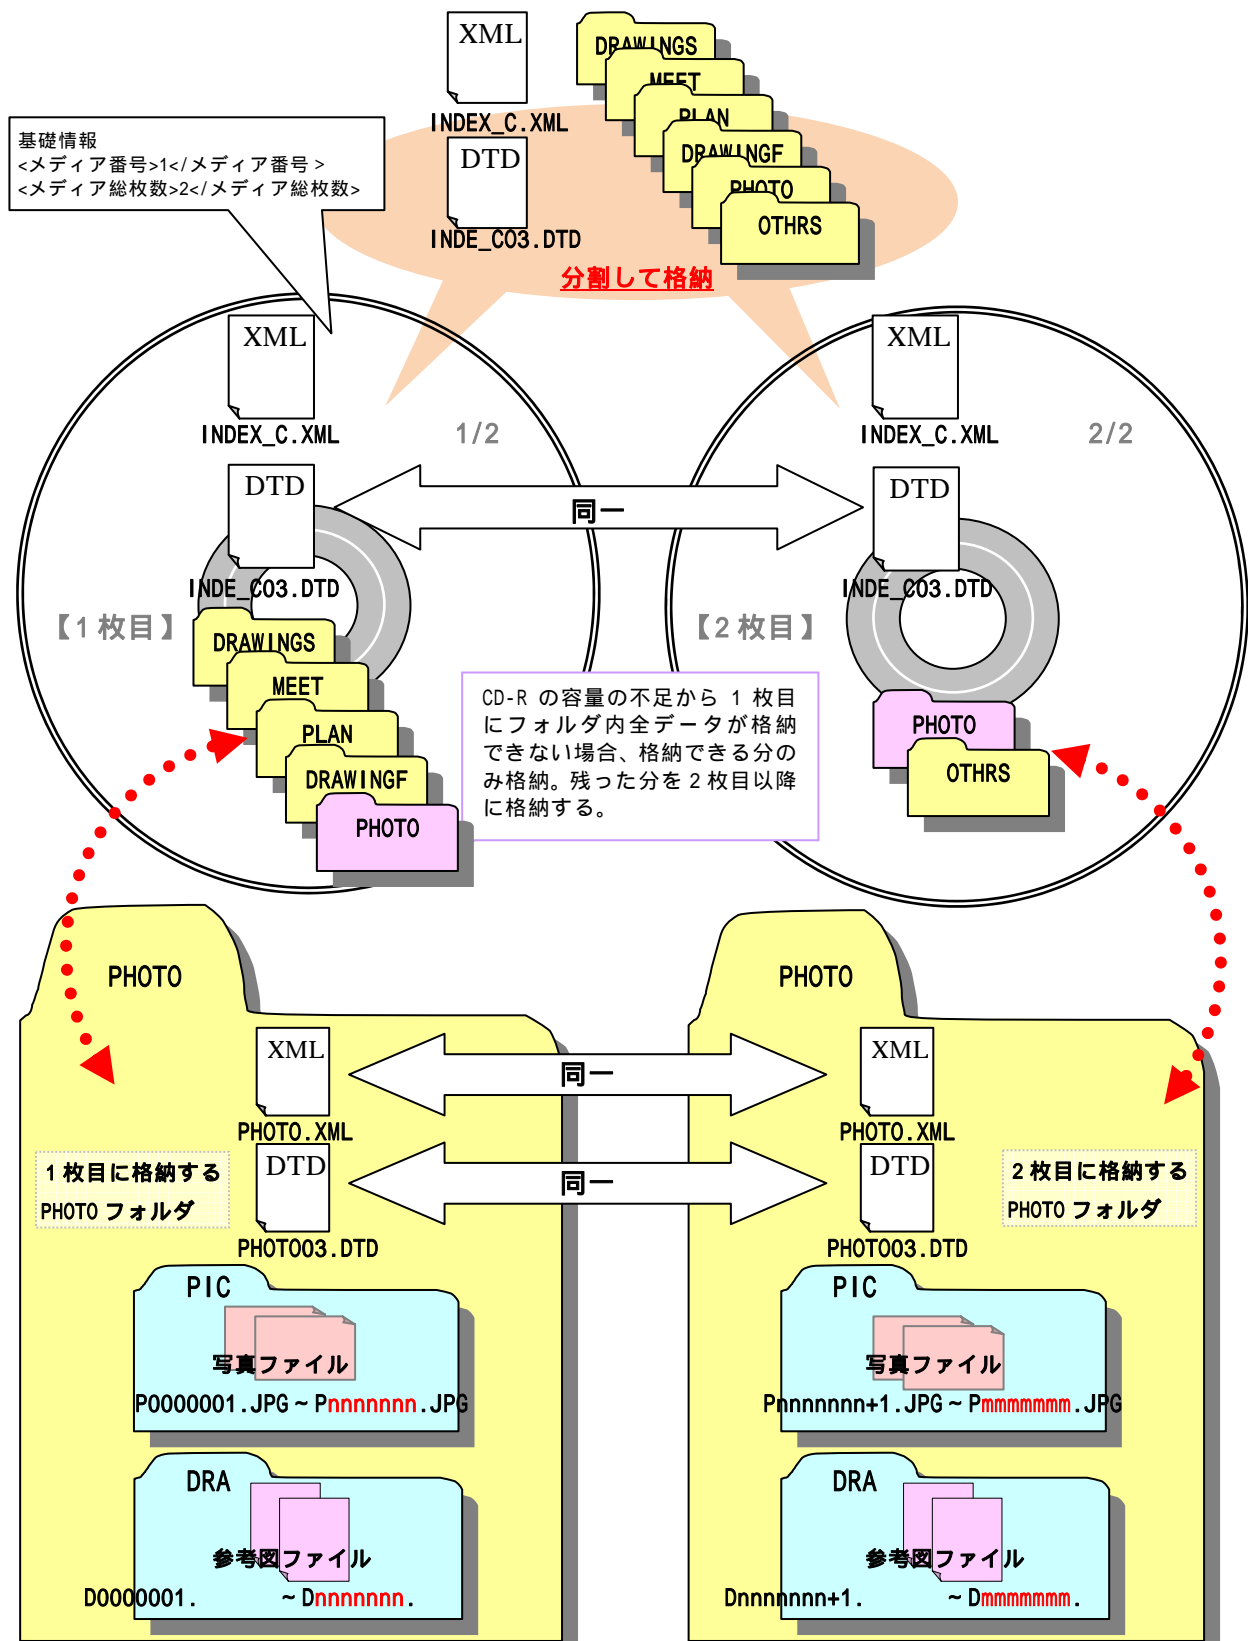 XML
INDEX_C.XML
DTD
INDE_C03.DTD
DRAWINGS
MEET
PLAN
DRAWINGF
PHOTO
OTHRS
分割して格納
基礎情報
<メディア番号>1</メディア番号>
<メディア総枚数>2</メディア総枚数>
XML
INDEX_C.XML
1/2
DTD
INDE_C03.DTD
【1枚目】
DRAWINGS
MEET
PLAN
DRAWINGF
PHOTO
同一
XML
INDEX_C.XML
2/2
DTD
INDE_C03.DTD
【2枚目】
PHOTO
OTHRS
CD-R の容量の不足から 1 枚目
にフォルダ内全データが格納
できない場合、格納できる分の
み格納。残った分を 2 枚目以降
に格納する。
PHOTO
XML
PHOTO.XML
DTD
PHOTO03.DTD
1枚目に格納する
PHOTO フォルダ
PIC
写真ファイル
P0000001.JPG~Pnnnnnnn.JPG
DRA
参考図ファイル
D0000001. ~Dnnnnnnn.
同一
同一
PHOTO
XML
PHOTO.XML
DTD
PHOTO03.DTD
2枚目に格納する
PHOTO フォルダ
PIC
写真ファイル
Pnnnnnnn+1.JPG~Pmmmmmmm.JPG
DRA
参考図ファイル
Dnnnnnnn+1. ~Dmmmmmmm.